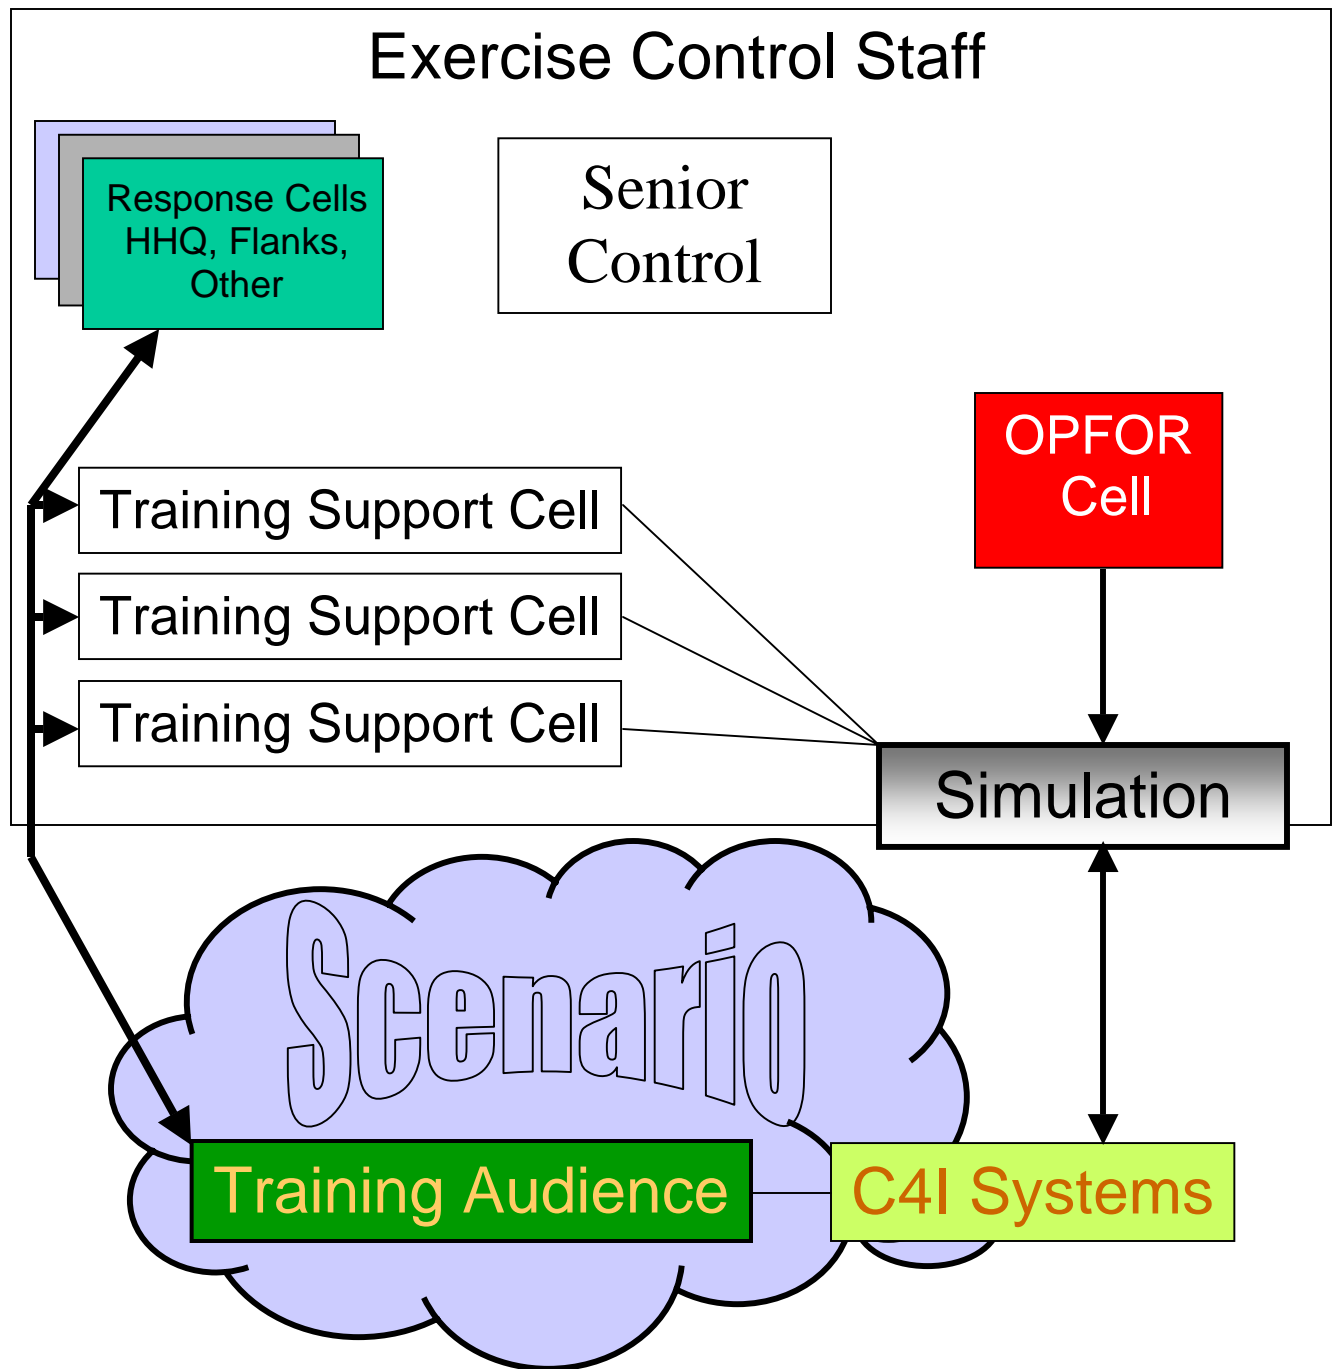 Exercise Control Staff
Response Cells
HHQ, Flanks,
Other
Senior
Control
OPFOR
Cell
Training Support Cell
Training Support Cell
Training Support Cell
Simulation
Scenario
Training Audience
C4I Systems